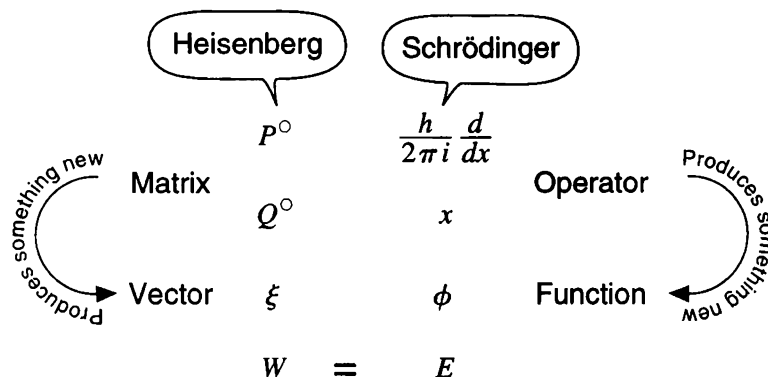 Heisenberg Schrödinger
P° h/2πi d/dx
Produces something new Matrix Operator Produces something new
Q° x
Vector ξ ϕ Function
W = E